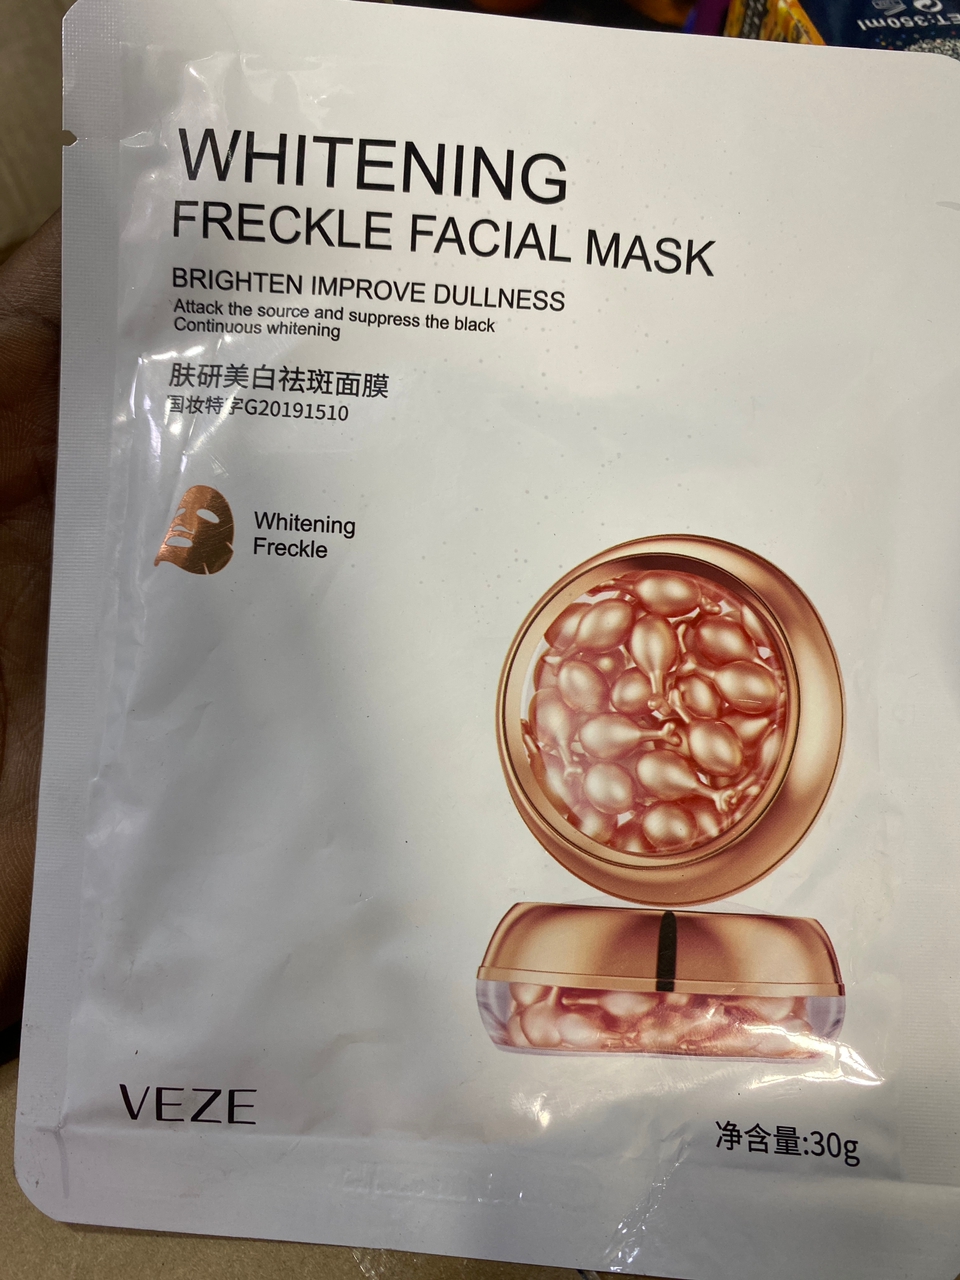 WHITENING
FRECKLE FACIAL MASK
BRIGHTEN IMPROVE DULLNESS
Attack the source and suppress the black
Continuous whitening
肤研美白祛斑面膜
国妆特字G20191510
Whitening
Freckle
VEZE
净含量:30g
ET:350ml